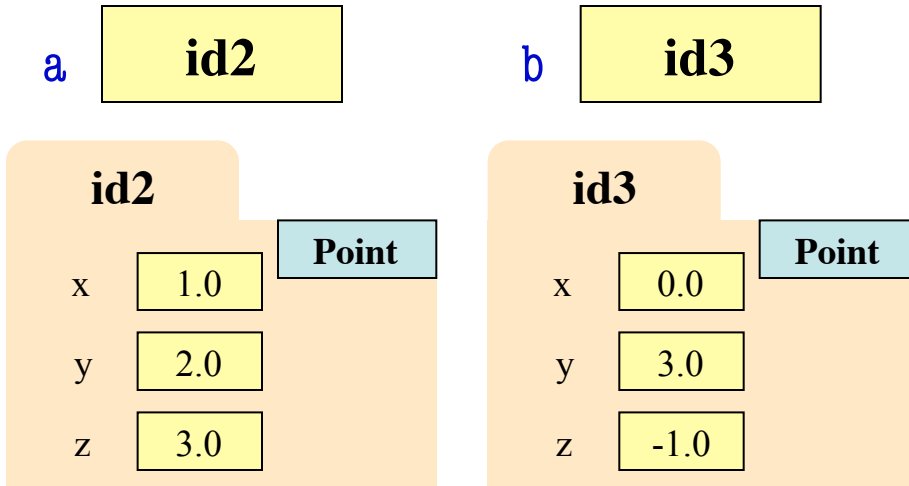 a id2 b id3
id2 id3
Point Point
x 1.0 x 0.0
y 2.0 y 3.0
z 3.0 z -1.0